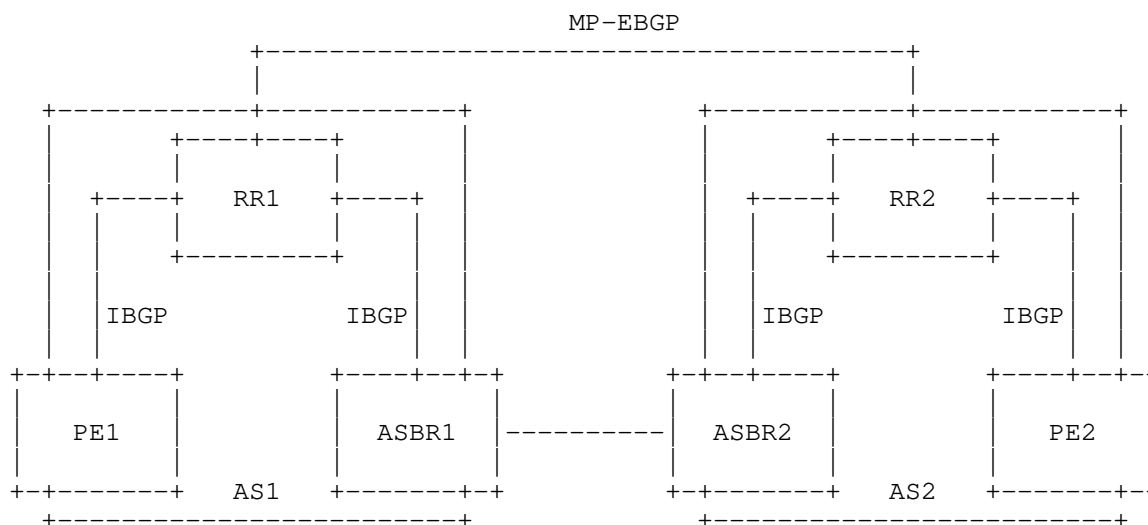 MP-EBGP
RR1 RR2
IBGP IBGP IBGP IBGP
PE1 ASBR1 ASBR2 PE2
AS1 AS2